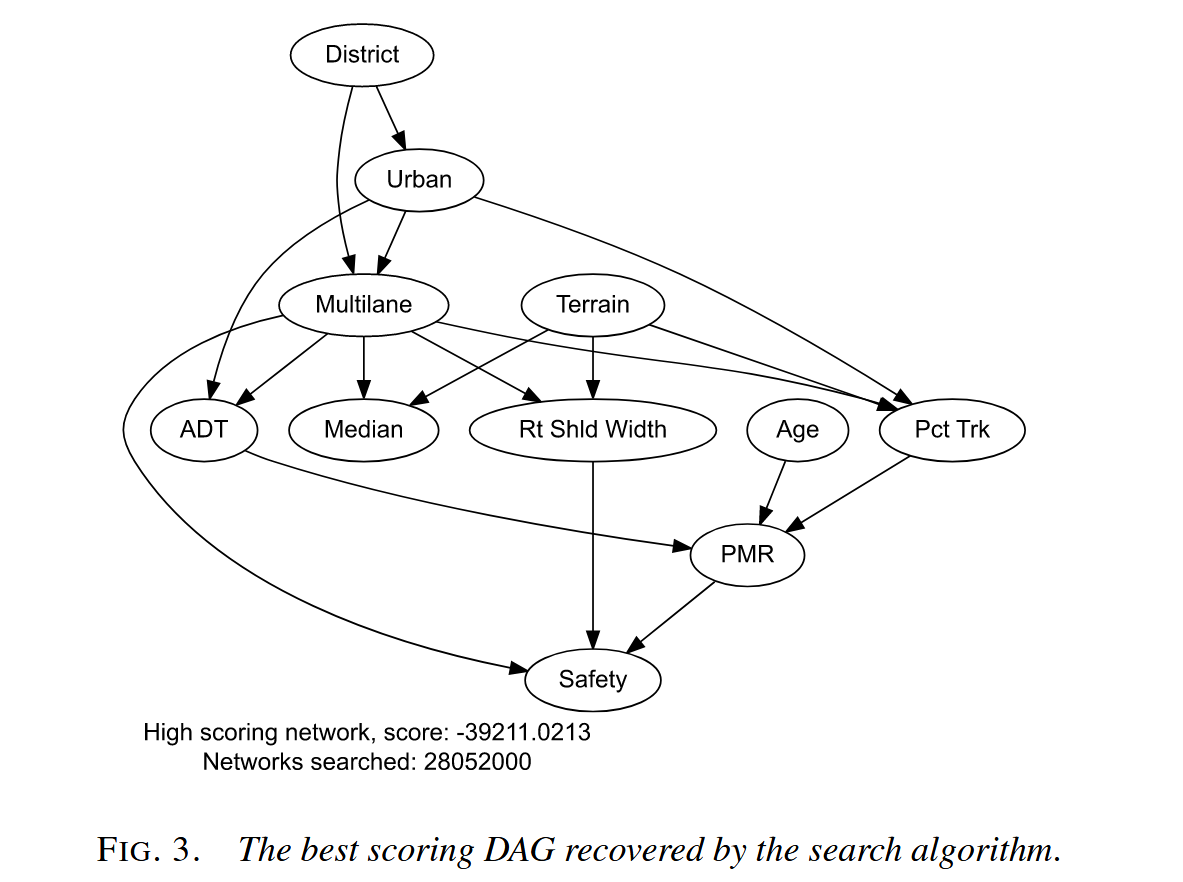 District
Urban
Multilane
Terrain
ADT
Median
Rt Shld Width
Age
Pct Trk
PMR
Safety
High scoring network, score: -39211.0213
Networks searched: 28052000
FIG. 3. The best scoring DAG recovered by the search algorithm.